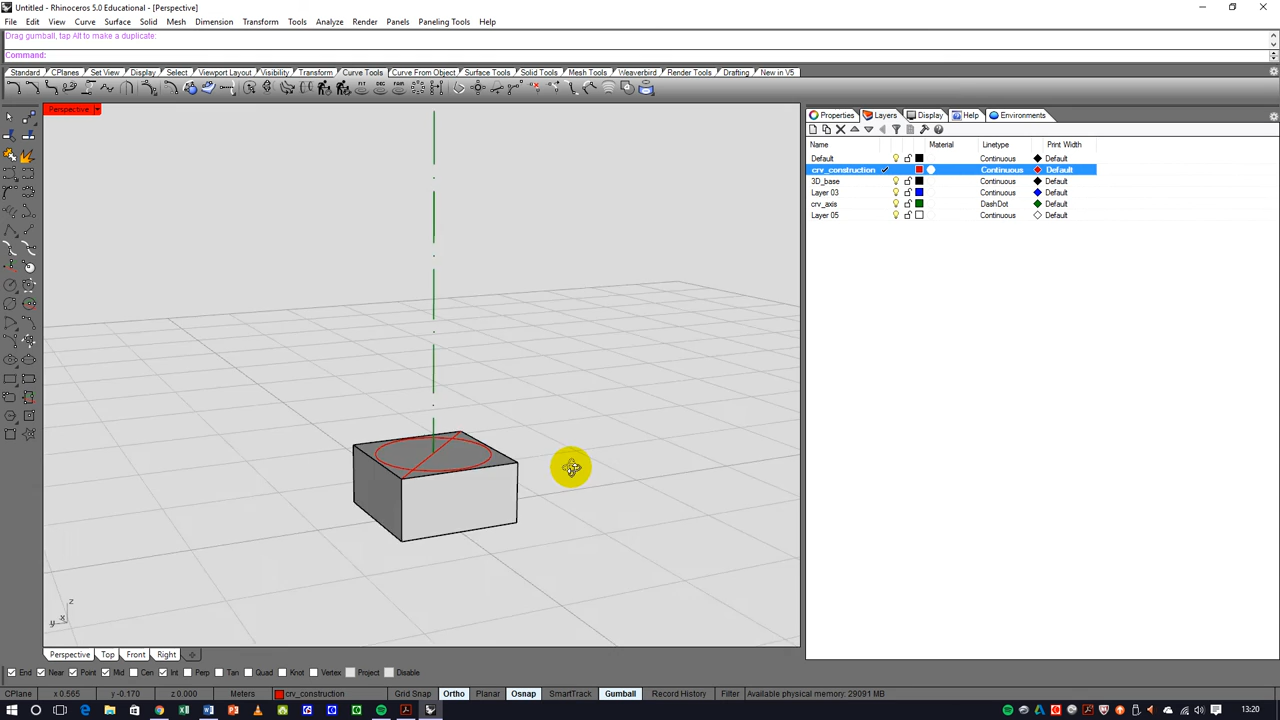 Untitled - Rhinoceros 5.0 Educational - [Perspective]
File Edit View Curve Surface Solid Mesh Dimension Transform Tools Analyze Render Panels Paneling Tools Help
Drag gumball, tap Alt to make a duplicate:
Command:
Standard CPlanes Set View Display Select Viewport Layout Visibility Transform Curve Tools Curve From Object Surface Tools Solid Tools Mesh Tools Weaverbird Render Tools Drafting New in V5
Perspective
Properties Layers Display Help Environments
Name Material Linetype Print Width
Default Continuous Default
crv_construction Continuous Default
3D_base Continuous Default
Layer 03 Continuous Default
crv_axis DashDot Default
Layer 05 Continuous Default
z
x
y
Perspective Top Front Right
End Near Point Mid Cen Int Perp Tan Quad Knot Vertex Project Disable
CPlane x 0.565 y -0.170 z 0.000 Meters crv_construction Grid Snap Ortho Planar Osnap SmartTrack Gumball Record History Filter Available physical memory: 29091 MB
13:20